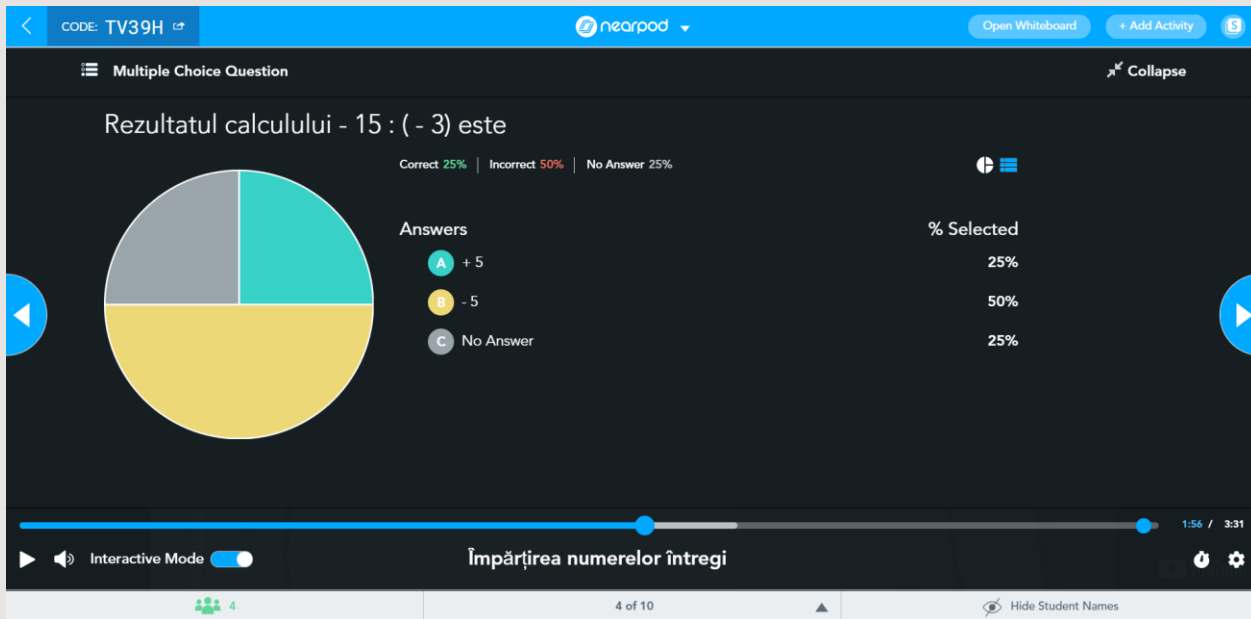 CODE: TV39H
nearpod
Open Whiteboard
+ Add Activity
S
Multiple Choice Question
Collapse
Rezultatul calculului - 15 : ( - 3) este
Correct 25% | Incorrect 50% | No Answer 25%
Answers
% Selected
A + 5
25%
B - 5
50%
C No Answer
25%
1:56 / 3:31
Interactive Mode
Împărțirea numerelor întregi
4
4 of 10
Hide Student Names